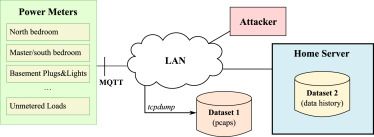 Power Meters
North bedroom
Master/south bedroom
Basement Plugs&Lights
...
Unmetered Loads
MQTT
LAN
tcpdump
Attacker
Dataset 1
(pcaps)
Home Server
Dataset 2
(data history)